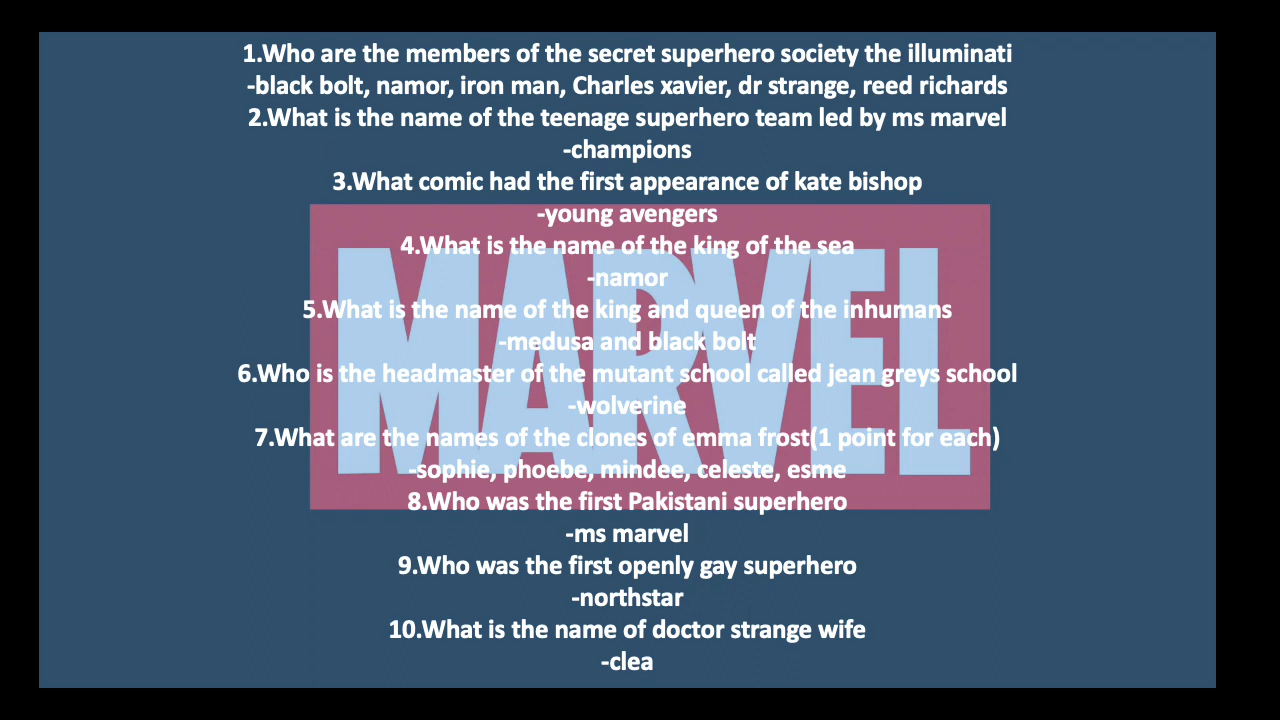 1.Who are the members of the secret superhero society the illuminati
-black bolt, namor, iron man, Charles xavier, dr strange, reed richards
2.What is the name of the teenage superhero team led by ms marvel
-champions
3.What comic had the first appearance of kate bishop
-young avengers
4.What is the name of the king of the sea
-namor
5.What is the name of the king and queen of the inhumans
-medusa and black bolt
6.Who is the headmaster of the mutant school called jean greys school
-wolverine
7.What are the names of the clones of emma frost(1 point for each)
-sophie, phoebe, mindee, celeste, esme
8.Who was the first Pakistani superhero
-ms marvel
9.Who was the first openly gay superhero
-northstar
10.What is the name of doctor strange wife
-clea
MARVEL